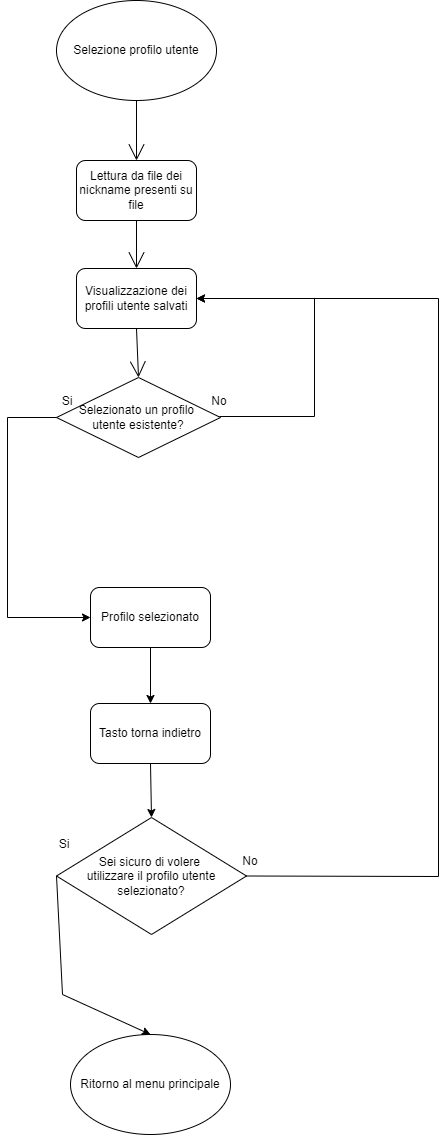 Selezione profilo utente
Lettura da file dei
nickname presenti su
file
Visualizzazione dei
profili utente salvati
Si
No
Selezionato un profilo
utente esistente?
Profilo selezionato
Tasto torna indietro
Si
No
Sei sicuro di volere
utilizzare il profilo utente
selezionato?
Ritorno al menu principale